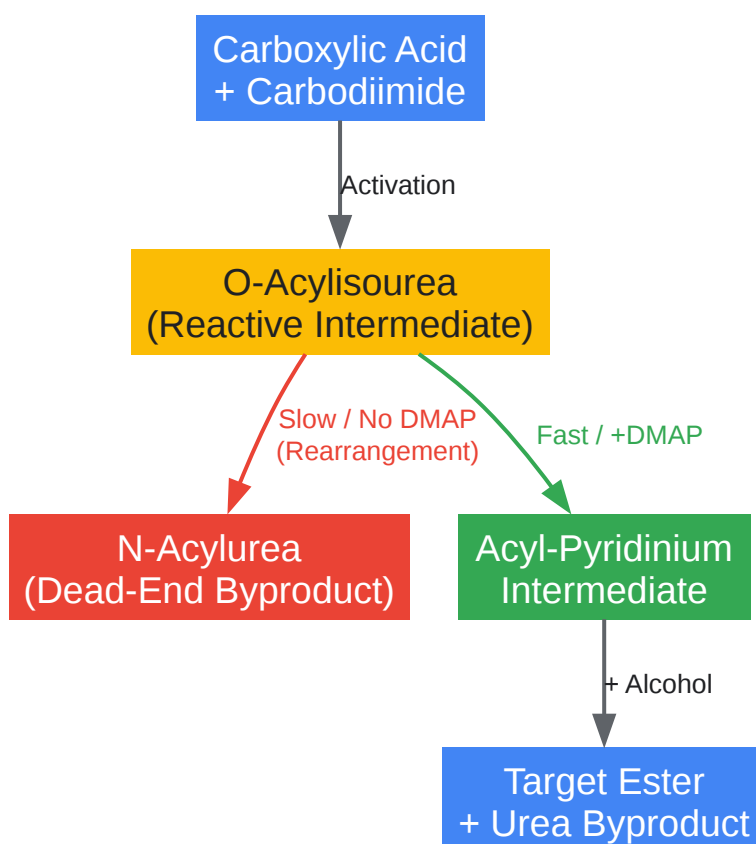 Carboxylic Acid
+ Carbodiimide
Activation
O-Acylisourea
(Reactive Intermediate)
Slow / No DMAP
(Rearrangement)
Fast / +DMAP
N-Acylurea
(Dead-End Byproduct)
Acyl-Pyridinium
Intermediate
+ Alcohol
Target Ester
+ Urea Byproduct